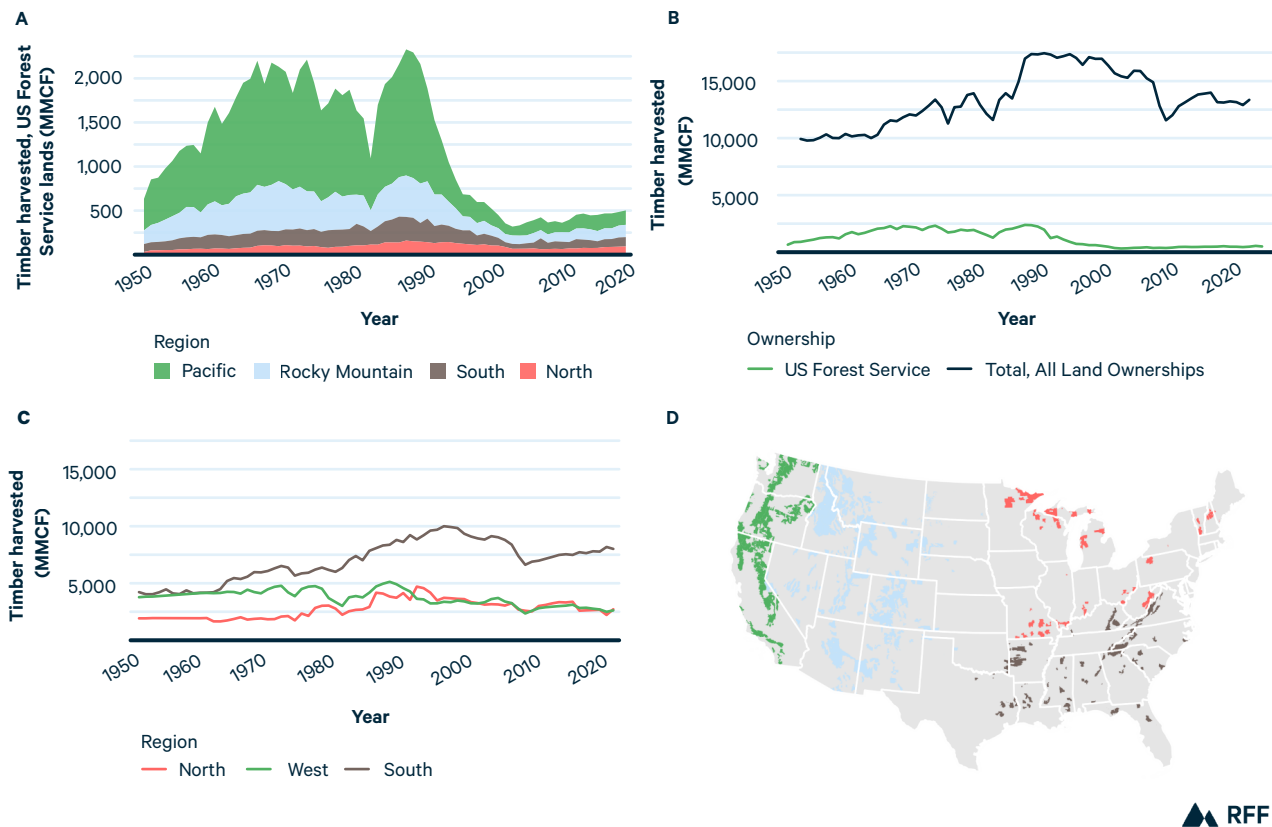 A
Timber harvested, US Forest
Service lands (MMCF)
2,000
1,500
1,000
500
1950
1960
1970
1980
1990
2000
2010
2020
Year
Region
Pacific
Rocky Mountain
South
North
B
Timber harvested
(MMCF)
15,000
10,000
5,000
1950
1960
1970
1980
1990
2000
2010
2020
Year
Ownership
US Forest Service
Total, All Land Ownerships
C
Timber harvested
(MMCF)
15,000
10,000
5,000
1950
1960
1970
1980
1990
2000
2010
2020
Year
Region
North
West
South
D
RFF